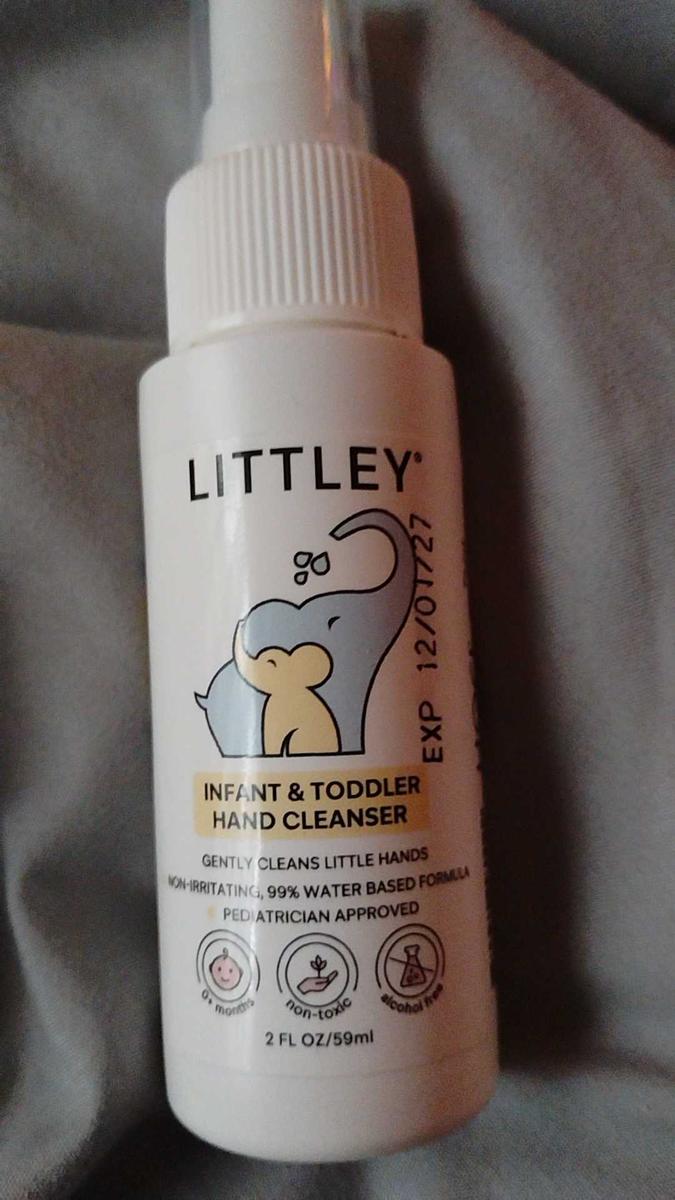 LITTLEY®
EXP 12/01/27
INFANT & TODDLER
HAND CLEANSER
GENTLY CLEANS LITTLE HANDS
NON-IRRITATING, 99% WATER BASED FORMULA
PEDIATRICIAN APPROVED
0+ months
non-toxic
alcohol free
2 FL OZ/59ml